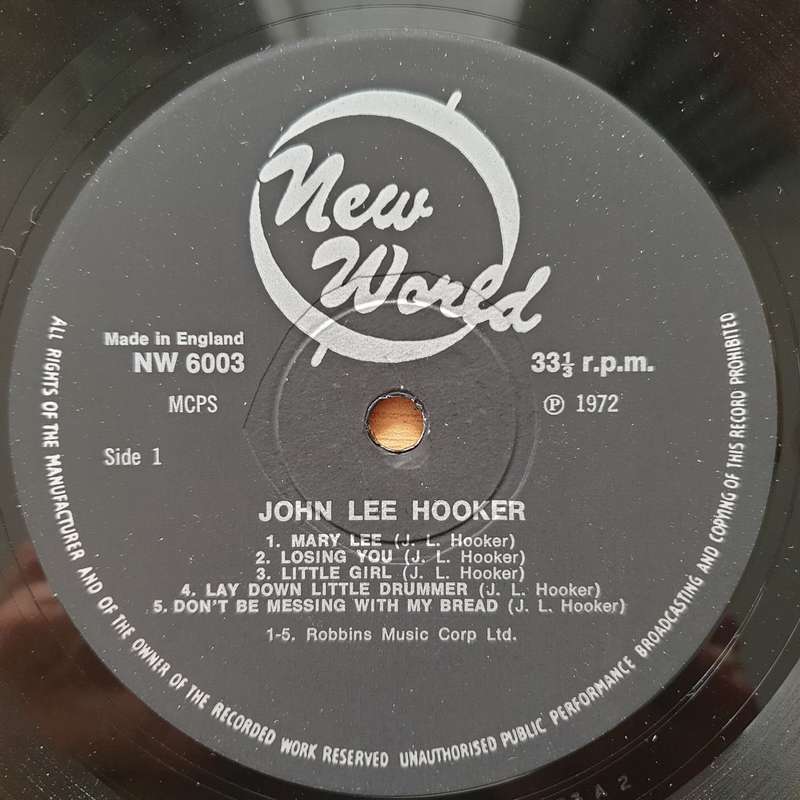 New
World
Made in England
NW 6003
33⅓ r.p.m.
MCPS
Ⓟ 1972
Side 1
JOHN LEE HOOKER
1. MARY LEE (J. L. Hooker)
2. LOSING YOU (J. L. Hooker)
3. LITTLE GIRL (J. L. Hooker)
4. LAY DOWN LITTLE DRUMMER (J. L. Hooker)
5. DON'T BE MESSING WITH MY BREAD (J. L. Hooker)
1-5. Robbins Music Corp Ltd.
ALL RIGHTS OF THE MANUFACTURER AND OF THE OWNER OF THE RECORDED WORK RESERVED UNAUTHORISED PUBLIC PERFORMANCE BROADCASTING AND COPYING OF THIS RECORD PROHIBITED